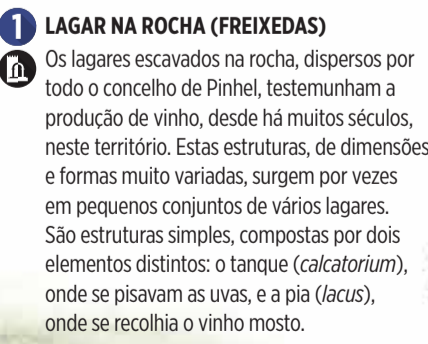 1 LAGAR NA ROCHA (FREIXEDAS)
Os lagares escavados na rocha, dispersos por
todo o concelho de Pinhel, testemunham a
produção de vinho, desde há muitos séculos,
neste território. Estas estruturas, de dimensões
e formas muito variadas, surgem por vezes
em pequenos conjuntos de vários lagares.
São estruturas simples, compostas por dois
elementos distintos: o tanque (calcatorium),
onde se pisavam as uvas, e a pia (lacus),
onde se recolhia o vinho mosto.